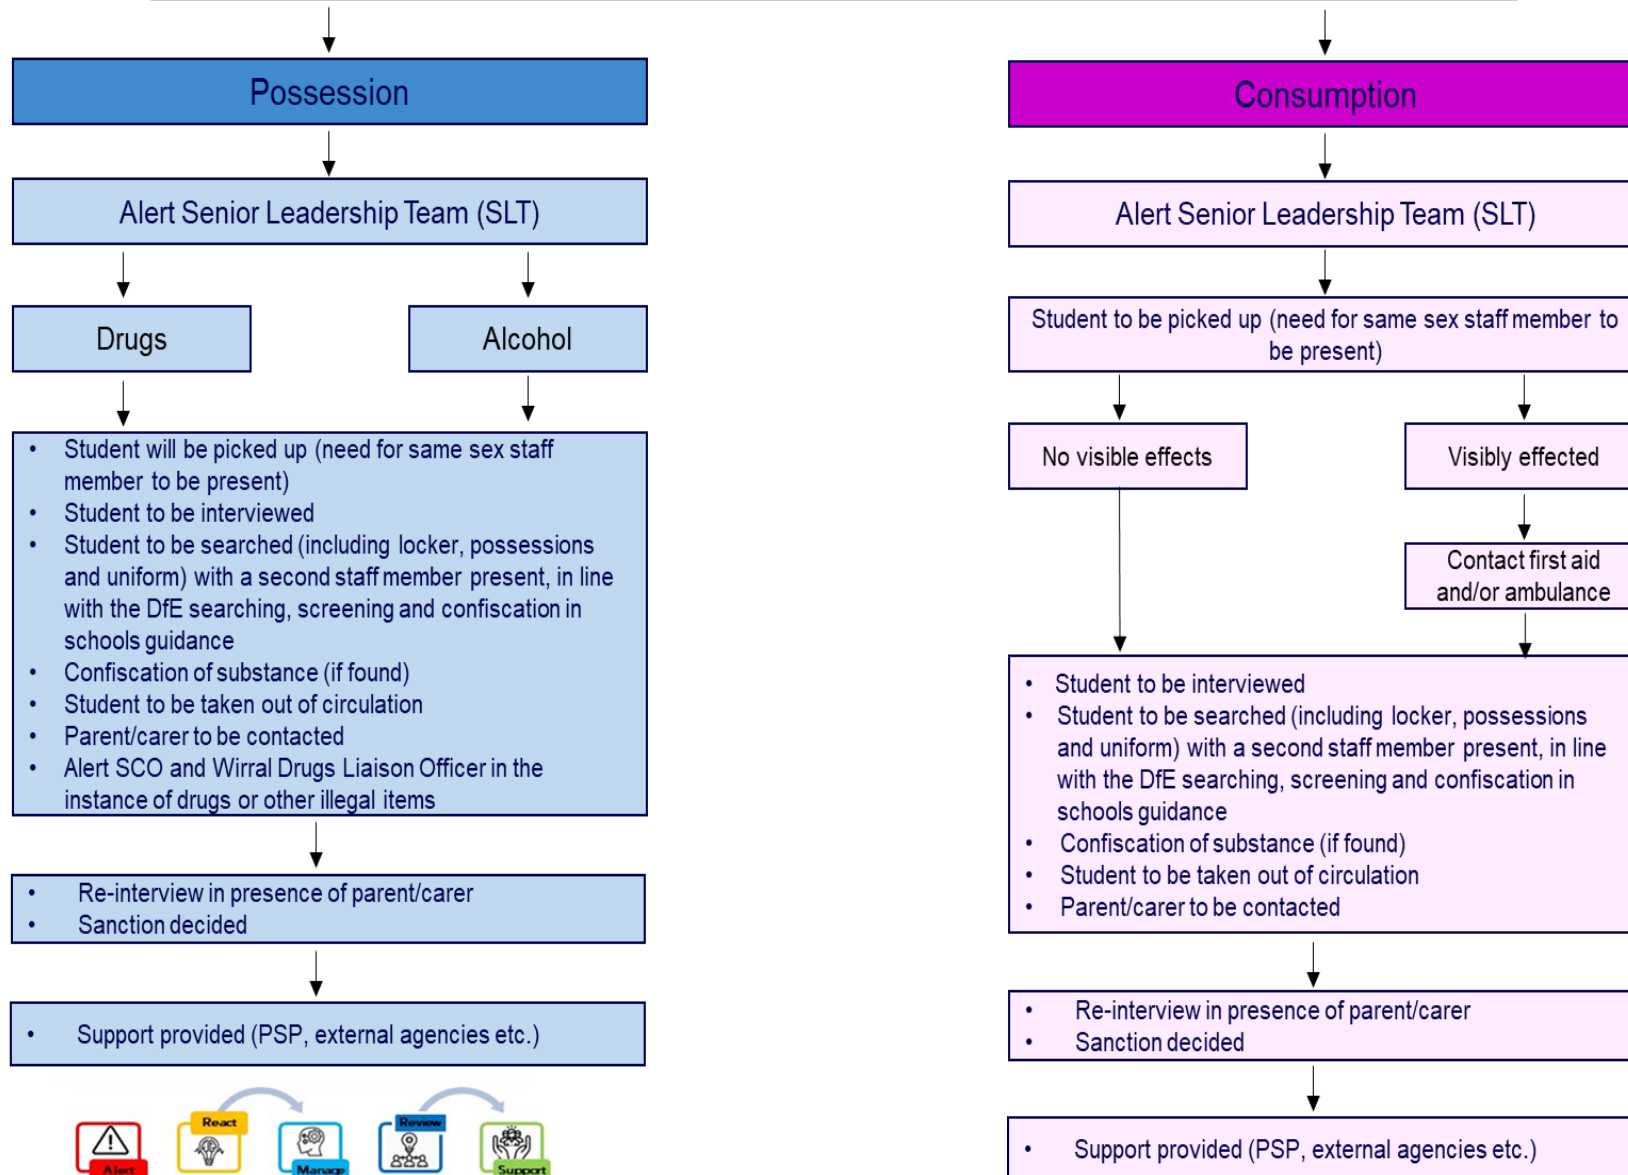 Possession
Alert Senior Leadership Team (SLT)
Drugs
Alcohol
• Student will be picked up (need for same sex staff
member to be present)
• Student to be interviewed
• Student to be searched (including locker, possessions
and uniform) with a second staff member present, in line
with the DfE searching, screening and confiscation in
schools guidance
• Confiscation of substance (if found)
• Student to be taken out of circulation
• Parent/carer to be contacted
• Alert SCO and Wirral Drugs Liaison Officer in the
instance of drugs or other illegal items
• Re-interview in presence of parent/carer
• Sanction decided
• Support provided (PSP, external agencies etc.)
Alert
React
Manage
Review
Support
Consumption
Alert Senior Leadership Team (SLT)
Student to be picked up (need for same sex staff member to
be present)
No visible effects
Visibly effected
Contact first aid
and/or ambulance
• Student to be interviewed
• Student to be searched (including locker, possessions
and uniform) with a second staff member present, in line
with the DfE searching, screening and confiscation in
schools guidance
• Confiscation of substance (if found)
• Student to be taken out of circulation
• Parent/carer to be contacted
• Re-interview in presence of parent/carer
• Sanction decided
• Support provided (PSP, external agencies etc.)